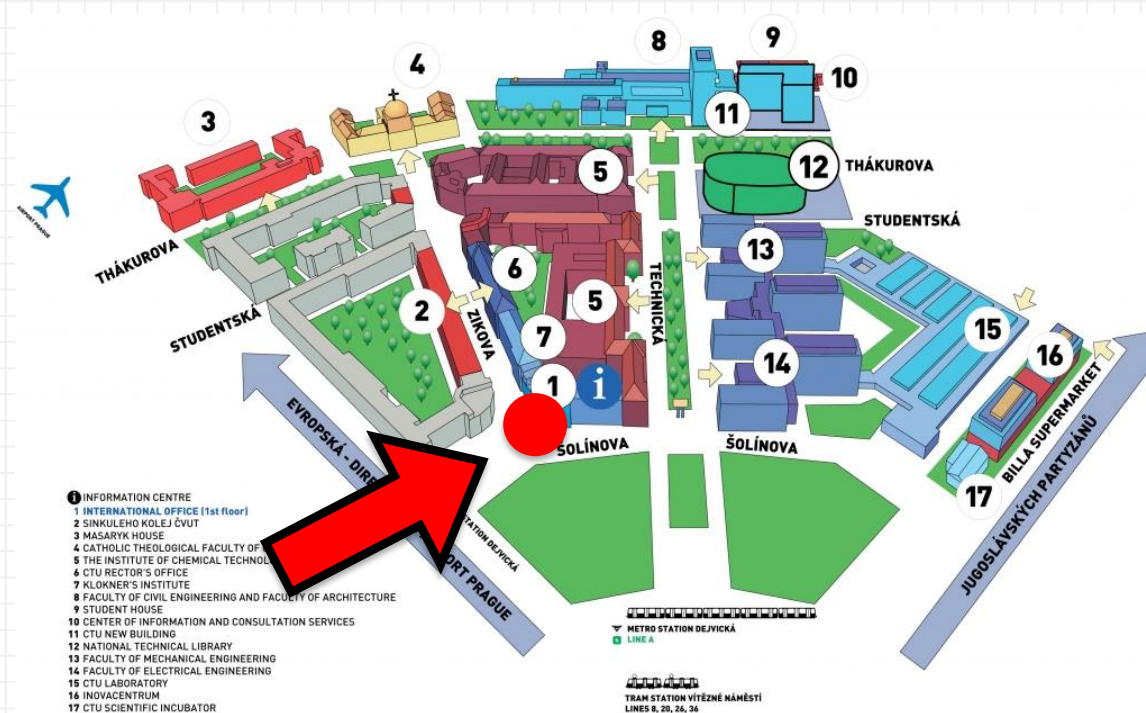 8
9
4
10
3
11
5
12
THÁKUROVA
AIRPORT PRAGUE
STUDENTSKÁ
13
THÁKUROVA
6
TECHNICKÁ
2
5
15
STUDENTSKÁ
ZIKOVA
7
16
14
1
i
BILLA SUPERMARKET
EVROPSKÁ - DIRE
ŠOLÍNOVA
ŠOLÍNOVA
17
JUGOSLÁVSKÝCH PARTYZÁNŮ
STATION DEJVICKÁ
PORT PRAGUE
i INFORMATION CENTRE
1 INTERNATIONAL OFFICE (1st floor)
2 SINKULEHO KOLEJ ČVUT
3 MASARYK HOUSE
4 CATHOLIC THEOLOGICAL FACULTY OF
5 THE INSTITUTE OF CHEMICAL TECHNOL
6 CTU RECTOR'S OFFICE
7 KLOKNER'S INSTITUTE
8 FACULTY OF CIVIL ENGINEERING AND FACULTY OF ARCHITECTURE
9 STUDENT HOUSE
10 CENTER OF INFORMATION AND CONSULTATION SERVICES
11 CTU NEW BUILDING
12 NATIONAL TECHNICAL LIBRARY
13 FACULTY OF MECHANICAL ENGINEERING
14 FACULTY OF ELECTRICAL ENGINEERING
15 CTU LABORATORY
16 INOVACENTRUM
17 CTU SCIENTIFIC INCUBATOR
METRO STATION DEJVICKÁ
LINE A
TRAM STATION VÍTĚZNÉ NÁMĚSTÍ
LINES 8, 20, 26, 36